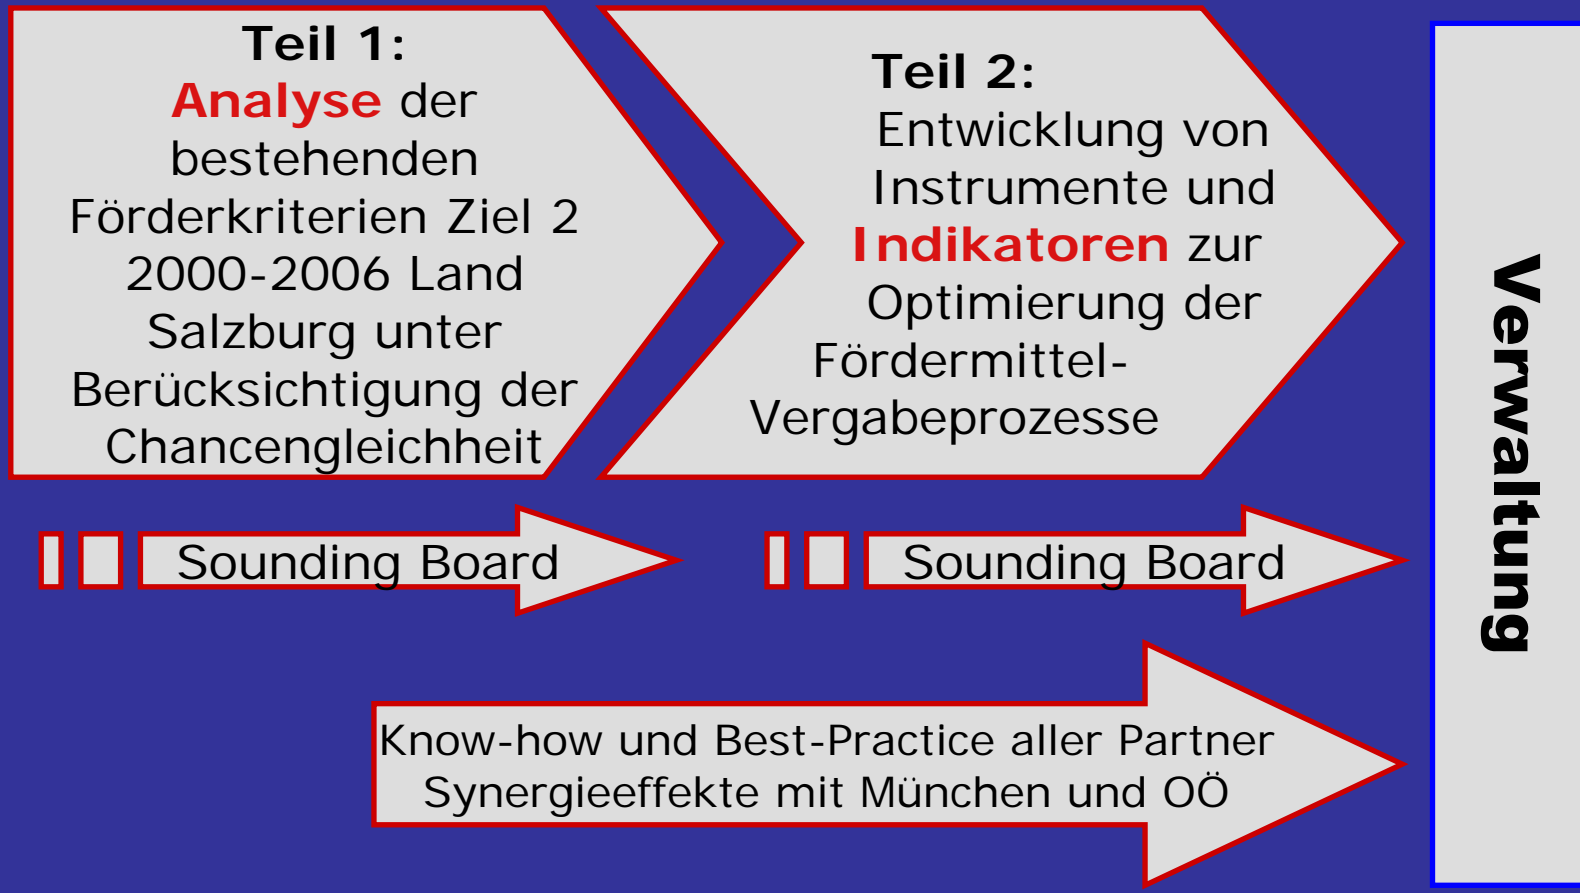 Teil 1:
Analyse der
bestehenden
Förderkriterien Ziel 2
2000-2006 Land
Salzburg unter
Berücksichtigung der
Chancengleichheit
Teil 2:
Entwicklung von
Instrumente und
Indikatoren zur
Optimierung der
Fördermittel-
Vergabeprozesse
Sounding Board
Sounding Board
Know-how und Best-Practice aller Partner
Synergieeffekte mit München und OÖ
Verwaltung